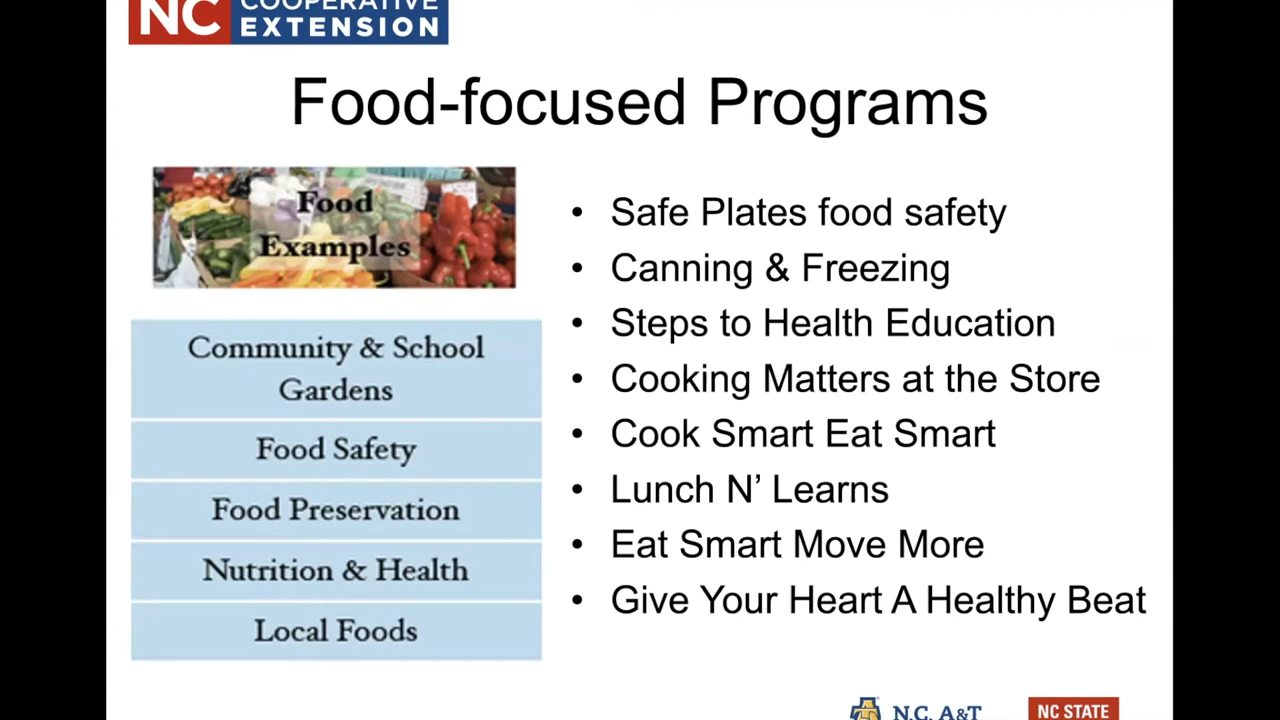 NC COOPERATIVE
EXTENSION
Food-focused Programs
Food
Examples
Community & School
Gardens
Food Safety
Food Preservation
Nutrition & Health
Local Foods
• Safe Plates food safety
• Canning & Freezing
• Steps to Health Education
• Cooking Matters at the Store
• Cook Smart Eat Smart
• Lunch N’ Learns
• Eat Smart Move More
• Give Your Heart A Healthy Beat
N.C. A&T
NC STATE